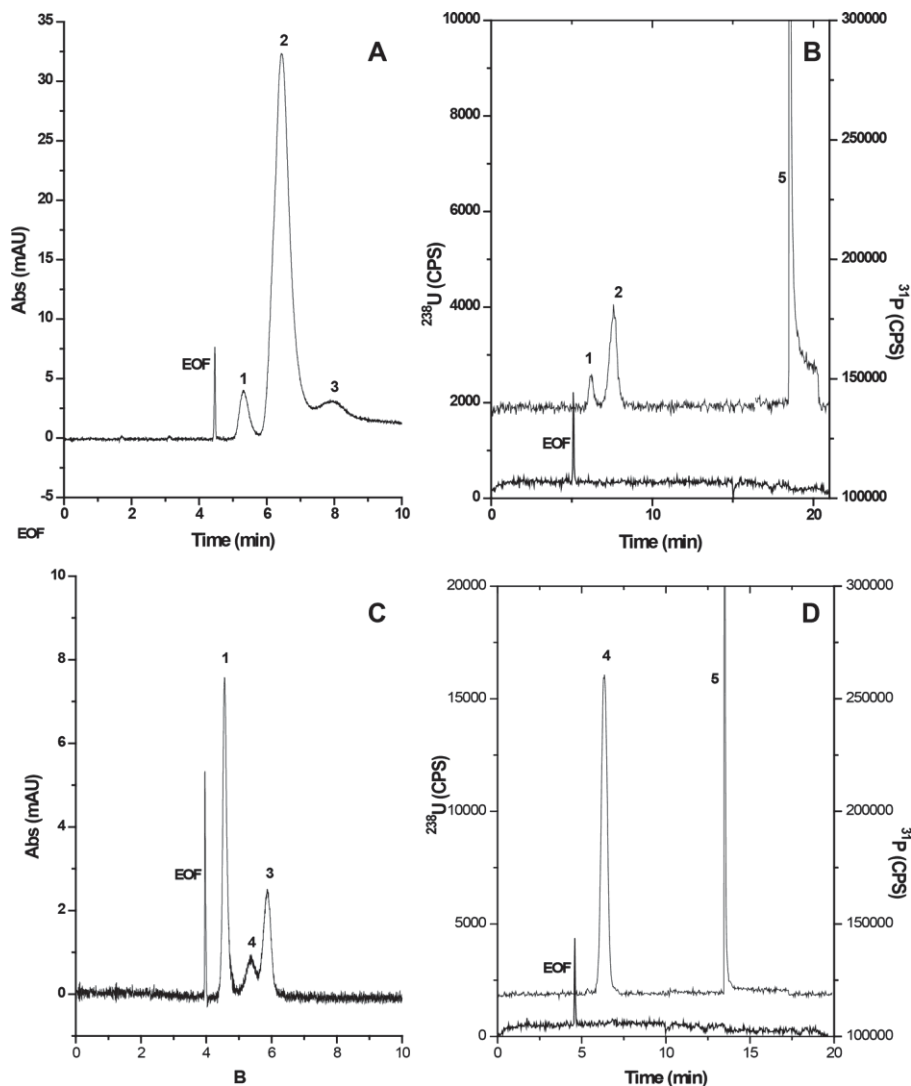 A
Abs (mAU)
35
30
25
20
15
10
5
0
-5
EOF
1
2
3
0 2 4 6 8 10
Time (min)
EOF
B
²³⁸U (CPS)
10000
8000
6000
4000
2000
0
300000
250000
200000
150000
100000
³¹P (CPS)
1
2
5
EOF
0 5 10 15 20
Time (min)
C
Abs (mAU)
10
8
6
4
2
0
EOF
1
4
3
0 2 4 6 8 10
B
D
²³⁸U (CPS)
20000
15000
10000
5000
0
300000
250000
200000
150000
100000
³¹P (CPS)
4
5
EOF
0 5 10 15 20
Time (min)